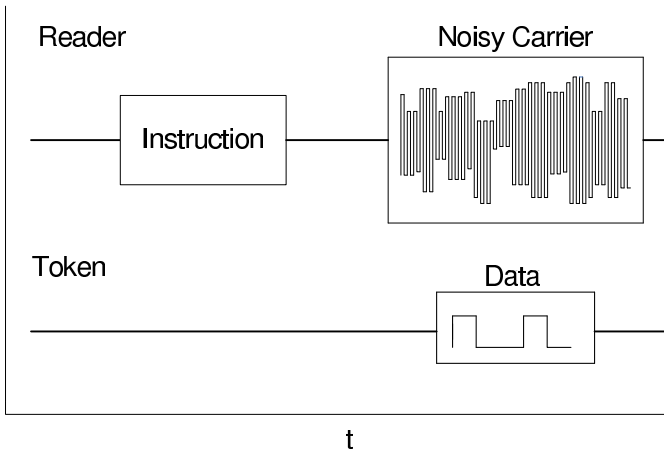 Reader
Noisy Carrier
Instruction
Token
Data
t